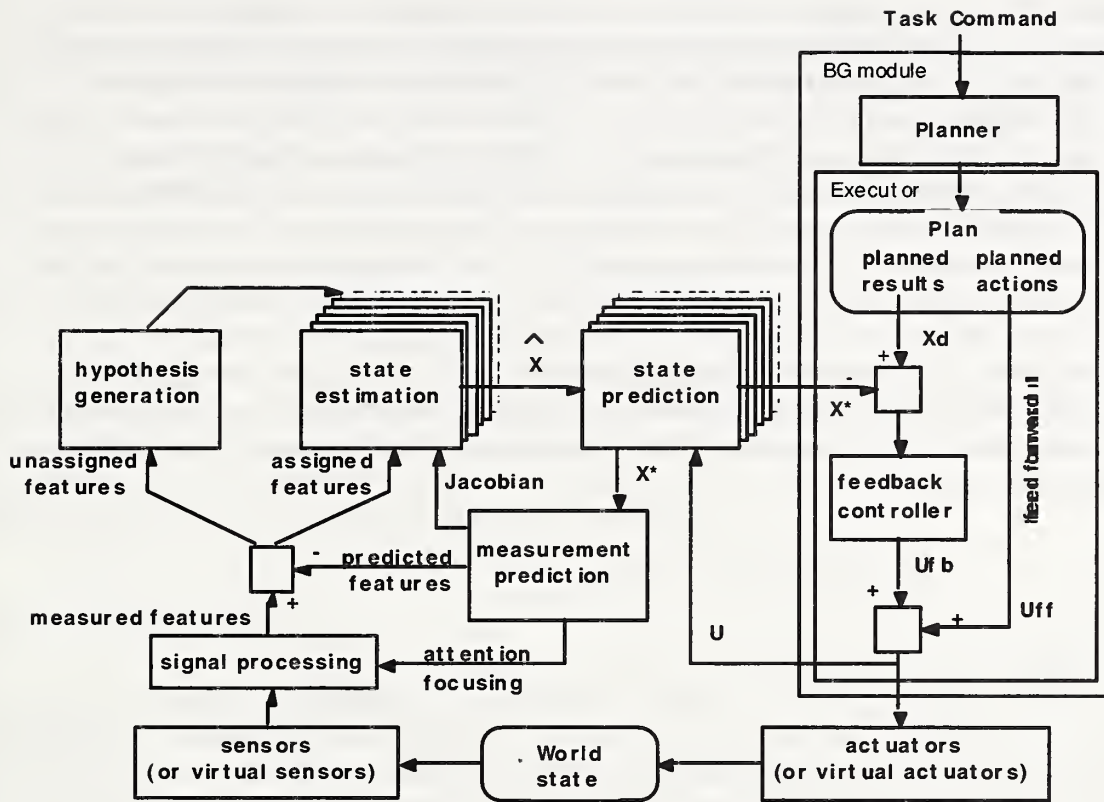 Task Command
BG module
Planner
Executor
Plan
planned results
planned actions
Xd
+
-
X*
feed forward
feedback controller
Ufb
+
+
Uff
hypothesis generation
state estimation
^
X
state prediction
unassigned features
assigned features
Jacobian
X*
-
predicted features
measurement prediction
+
measured features
signal processing
attention focusing
U
sensors
(or virtual sensors)
World state
actuators
(or virtual actuators)